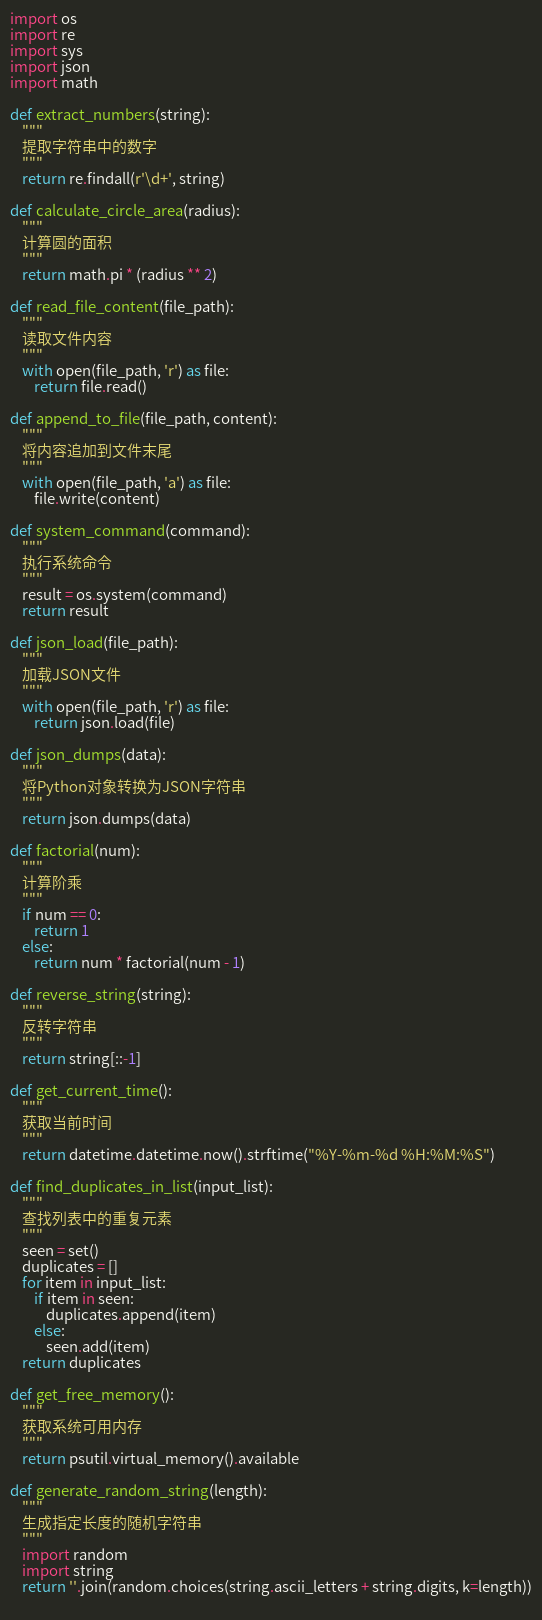 import os
import re
import sys
import json
import math

def extract_numbers(string):
    """
    提取字符串中的数字
    """
    return re.findall(r'\d+', string)

def calculate_circle_area(radius):
    """
    计算圆的面积
    """
    return math.pi * (radius ** 2)

def read_file_content(file_path):
    """
    读取文件内容
    """
    with open(file_path, 'r') as file:
        return file.read()

def append_to_file(file_path, content):
    """
    将内容追加到文件末尾
    """
    with open(file_path, 'a') as file:
        file.write(content)

def system_command(command):
    """
    执行系统命令
    """
    result = os.system(command)
    return result

def json_load(file_path):
    """
    加载JSON文件
    """
    with open(file_path, 'r') as file:
        return json.load(file)

def json_dumps(data):
    """
    将Python对象转换为JSON字符串
    """
    return json.dumps(data)

def factorial(num):
    """
    计算阶乘
    """
    if num == 0:
        return 1
    else:
        return num * factorial(num - 1)

def reverse_string(string):
    """
    反转字符串
    """
    return string[::-1]

def get_current_time():
    """
    获取当前时间
    """
    return datetime.datetime.now().strftime("%Y-%m-%d %H:%M:%S")

def find_duplicates_in_list(input_list):
    """
    查找列表中的重复元素
    """
    seen = set()
    duplicates = []
    for item in input_list:
        if item in seen:
            duplicates.append(item)
        else:
            seen.add(item)
    return duplicates

def get_free_memory():
    """
    获取系统可用内存
    """
    return psutil.virtual_memory().available

def generate_random_string(length):
    """
    生成指定长度的随机字符串
    """
    import random
    import string
    return ''.join(random.choices(string.ascii_letters + string.digits, k=length))